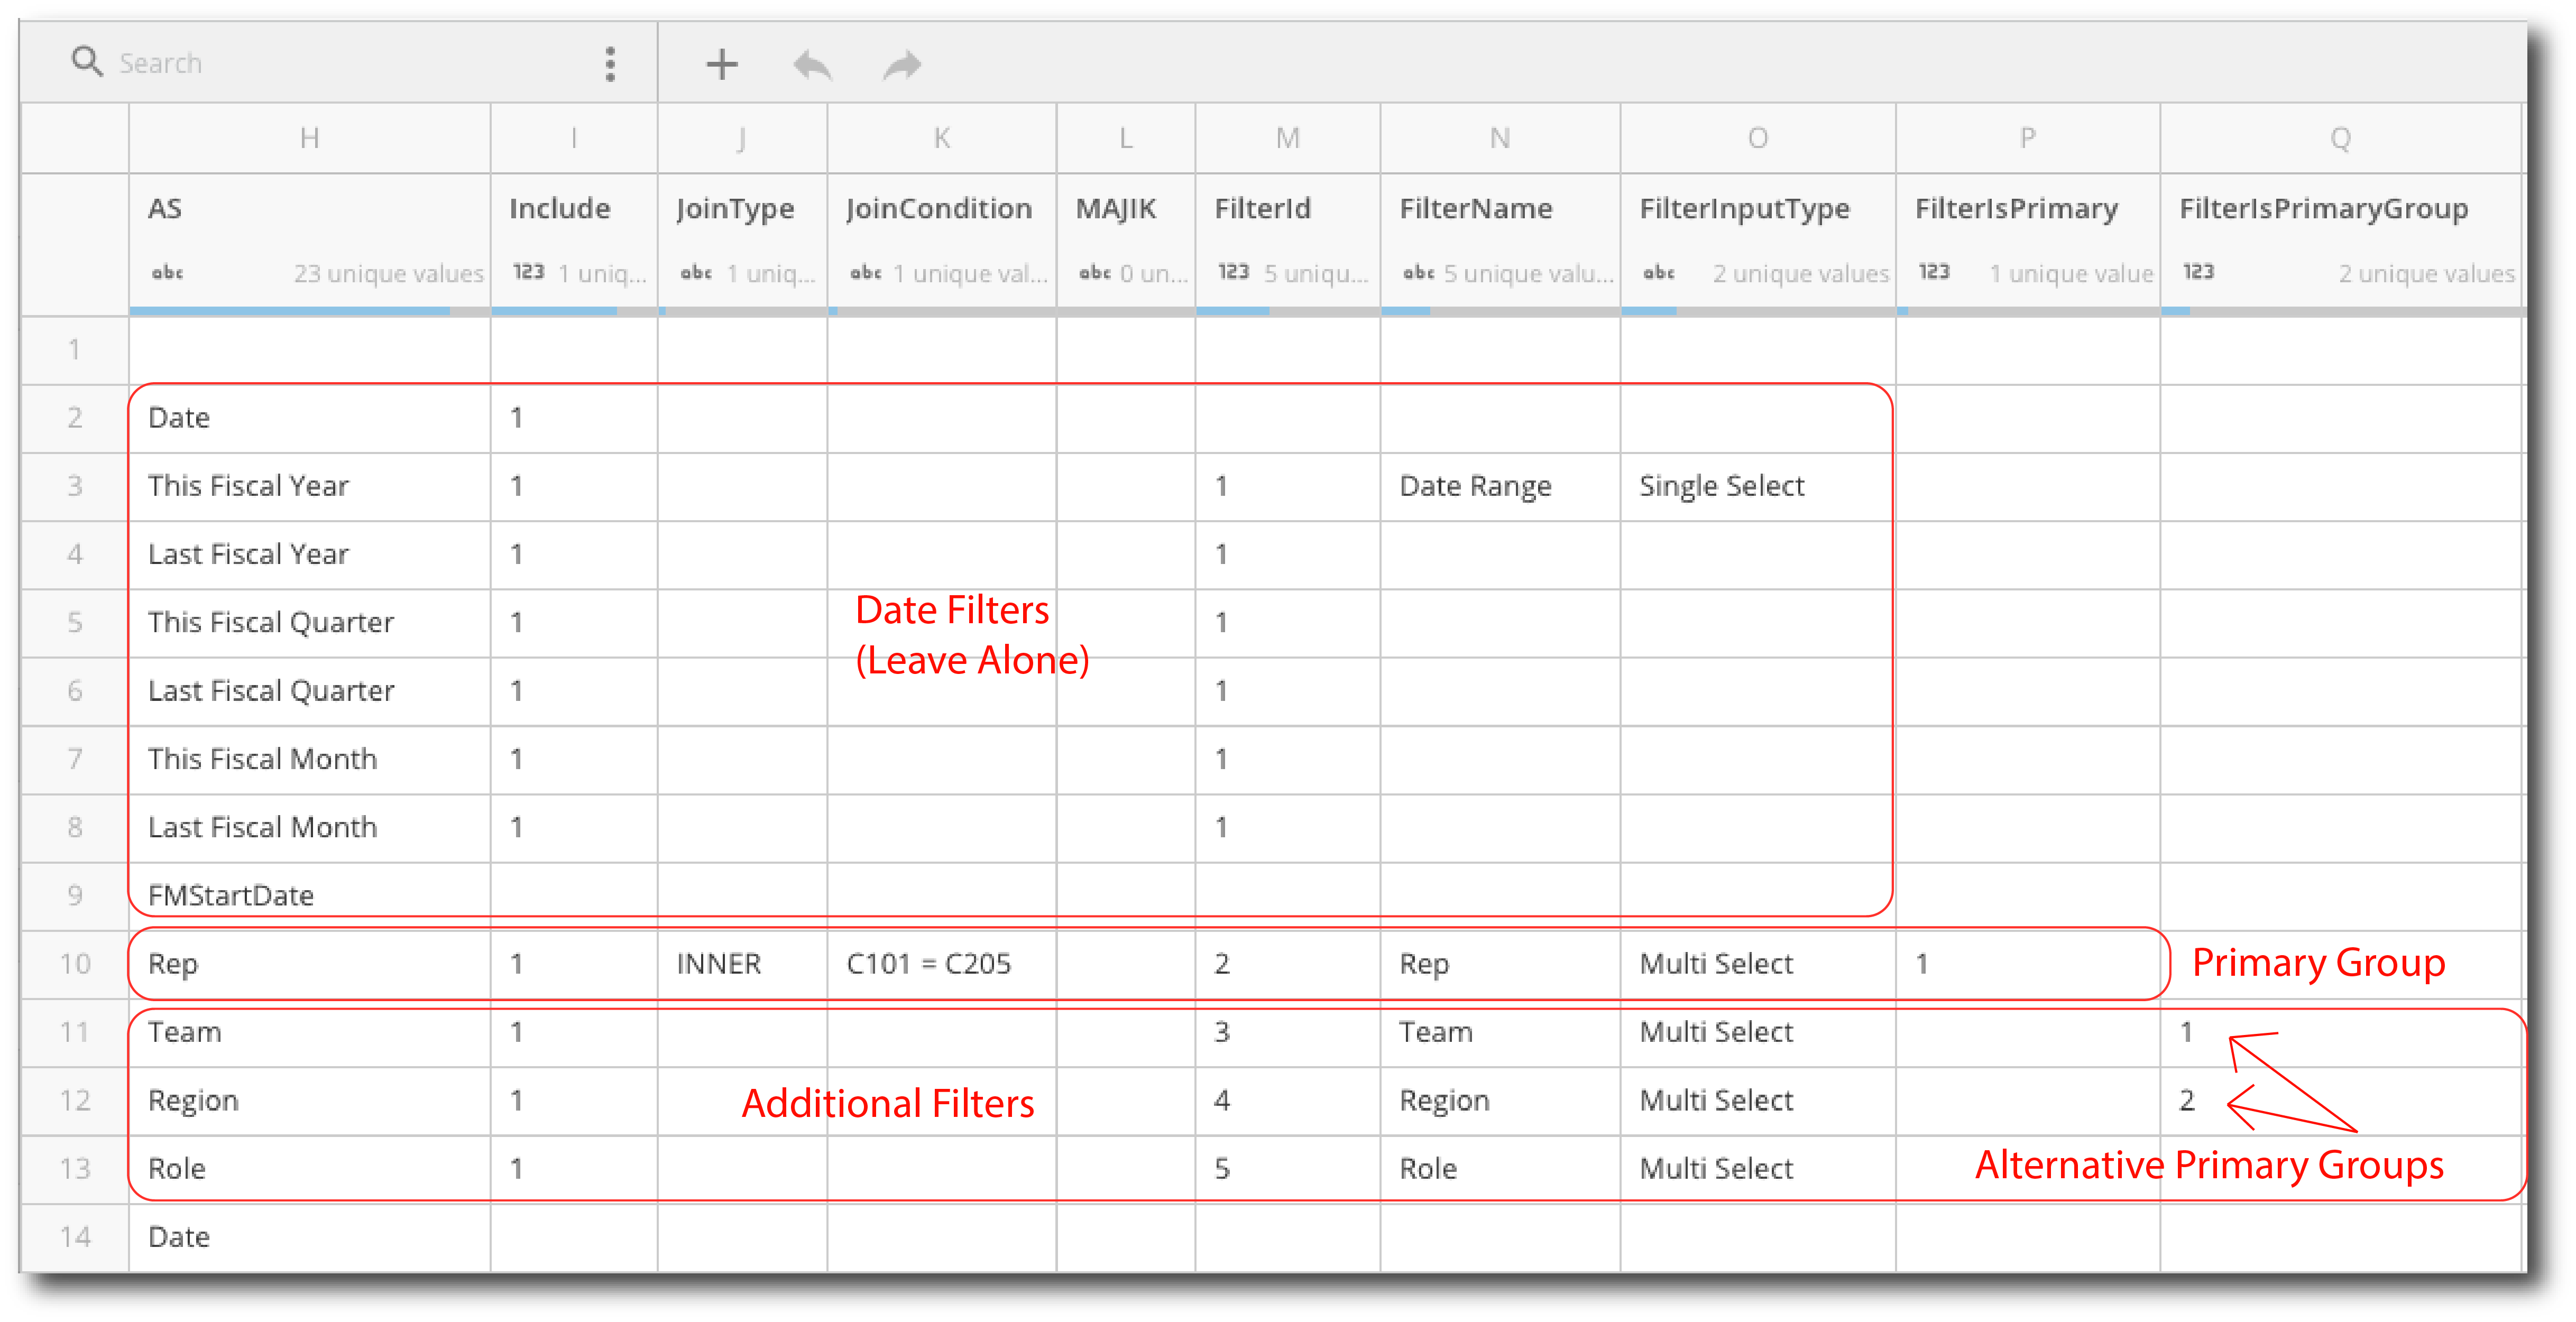 Search
H I J K L M N O P Q
AS Include JoinType JoinCondition MAJIK FilterId FilterName FilterInputType FilterIsPrimary FilterIsPrimaryGroup
abc 23 unique values 123 1 uniq... abc 1 uniq... abc 1 unique val... abc 0 un... 123 5 uniqu... abc 5 unique valu... abc 2 unique values 123 1 unique value 123 2 unique values
1
2 Date 1
3 This Fiscal Year 1 1 Date Range Single Select
4 Last Fiscal Year 1 1
5 This Fiscal Quarter 1 1
Date Filters
(Leave Alone)
6 Last Fiscal Quarter 1 1
7 This Fiscal Month 1 1
8 Last Fiscal Month 1 1
9 FMStartDate
10 Rep 1 INNER C101 = C205 2 Rep Multi Select 1 Primary Group
11 Team 1 3 Team Multi Select 1
12 Region 1 Additional Filters 4 Region Multi Select 2
13 Role 1 5 Role Multi Select Alternative Primary Groups
14 Date